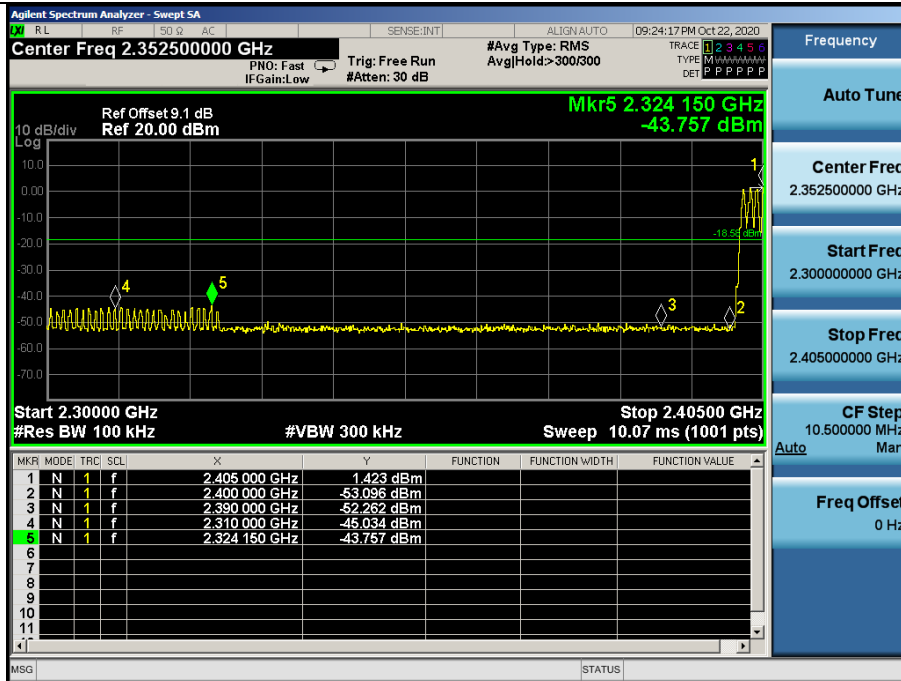 Agilent Spectrum Analyzer - Swept SA
LXI RL RF 50 Ω AC SENSE:INT ALIGN AUTO 09:24:17 PM Oct 22, 2020
Center Freq 2.352500000 GHz #Avg Type: RMS TRACE 1 2 3 4 5 6
PNO: Fast Trig: Free Run Avg|Hold:>300/300 TYPE M
IFGain:Low #Atten: 30 dB DET P P P P P P
Mkr5 2.324 150 GHz
-43.757 dBm
Ref Offset 9.1 dB
10 dB/div Ref 20.00 dBm
Log
10.0
0.00
-10.0
-20.0
-30.0
-40.0
-50.0
-60.0
-70.0
1
-18.58 dBm
4
5
3
2
Start 2.30000 GHz Stop 2.40500 GHz
#Res BW 100 kHz #VBW 300 kHz Sweep 10.07 ms (1001 pts)
MKR MODE TRC SCL X Y FUNCTION FUNCTION WIDTH FUNCTION VALUE
1 N 1 f 2.405 000 GHz 1.423 dBm
2 N 1 f 2.400 000 GHz -53.096 dBm
3 N 1 f 2.390 000 GHz -52.262 dBm
4 N 1 f 2.310 000 GHz -45.034 dBm
5 N 1 f 2.324 150 GHz -43.757 dBm
6
7
8
9
10
11
MSG STATUS
Frequency
Auto Tune
Center Freq
2.352500000 GHz
Start Freq
2.300000000 GHz
Stop Freq
2.405000000 GHz
CF Step
10.500000 MHz
Auto Man
Freq Offset
0 Hz